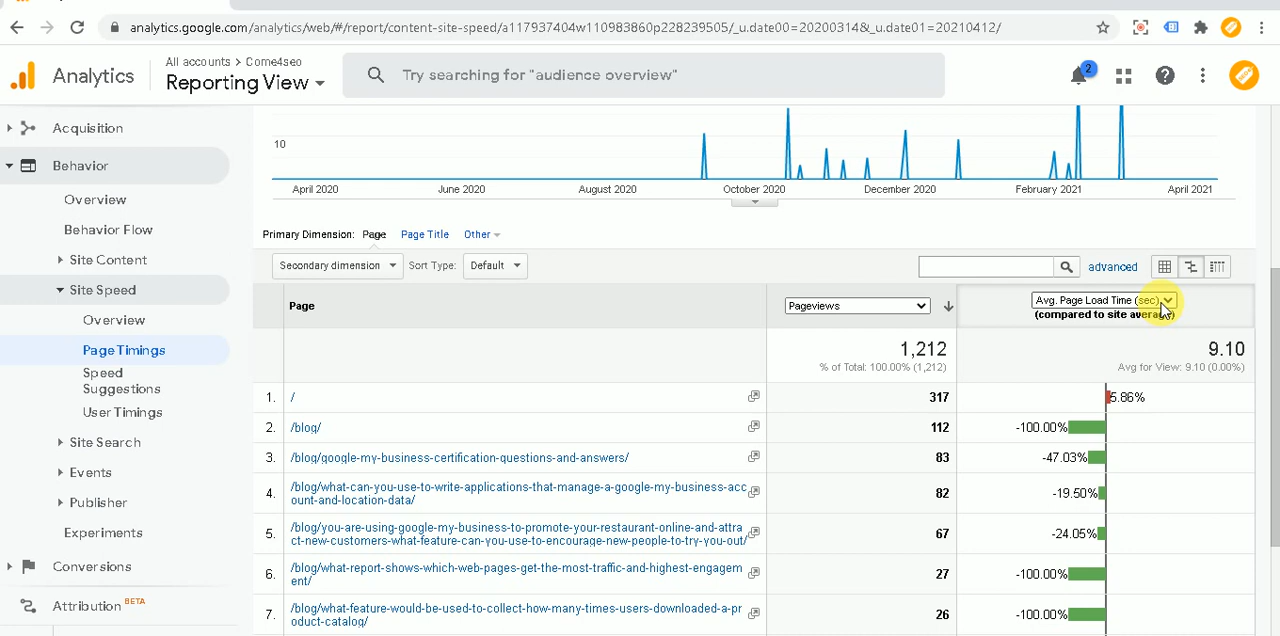 analytics.google.com/analytics/web/#/report/content-site-speed/a117937404w110983860p228239505/_u.date00=20200314&_u.date01=20210412/
Analytics
All accounts > Come4seo
Reporting View
Try searching for "audience overview"
2
Acquisition
Behavior
Overview
Behavior Flow
Site Content
Site Speed
Overview
Page Timings
Speed
Suggestions
User Timings
Site Search
Events
Publisher
Experiments
Conversions
Attribution BETA
10
April 2020 June 2020 August 2020 October 2020 December 2020 February 2021 April 2021
Primary Dimension: Page Page Title Other
Secondary dimension Sort Type: Default advanced
Page Pageviews Avg. Page Load Time (sec)
(compared to site average)
1,212 9.10
% of Total: 100.00% (1,212) Avg for View: 9.10 (0.00%)
1. / 317 5.86%
2. /blog/ 112 -100.00%
3. /blog/google-my-business-certification-questions-and-answers/ 83 -47.03%
4. /blog/what-can-you-use-to-write-applications-that-manage-a-google-my-business-acc
ount-and-location-data/ 82 -19.50%
5. /blog/you-are-using-google-my-business-to-promote-your-restaurant-online-and-attra
ct-new-customers-what-feature-can-you-use-to-encourage-new-people-to-try-you-out/ 67 -24.05%
6. /blog/what-report-shows-which-web-pages-get-the-most-traffic-and-highest-engagem
ent/ 27 -100.00%
7. /blog/what-feature-would-be-used-to-collect-how-many-times-users-downloaded-a-pr
oduct-catalog/ 26 -100.00%